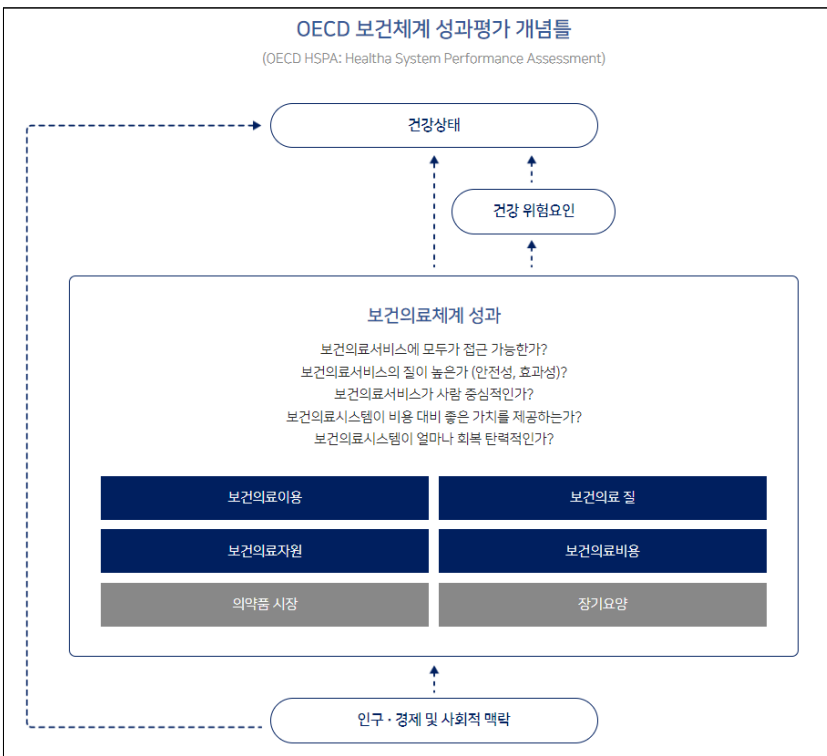 OECD 보건체계 성과평가 개념틀
(OECD HSPA: Healtha System Performance Assessment)
건강상태
건강 위험요인
보건의료체계 성과
보건의료서비스에 모두가 접근 가능한가?
보건의료서비스의 질이 높은가 (안전성, 효과성)?
보건의료서비스가 사람 중심적인가?
보건의료시스템이 비용 대비 좋은 가치를 제공하는가?
보건의료시스템이 얼마나 회복 탄력적인가?
보건의료이용
보건의료 질
보건의료자원
보건의료비용
의약품 시장
장기요양
인구 · 경제 및 사회적 맥락